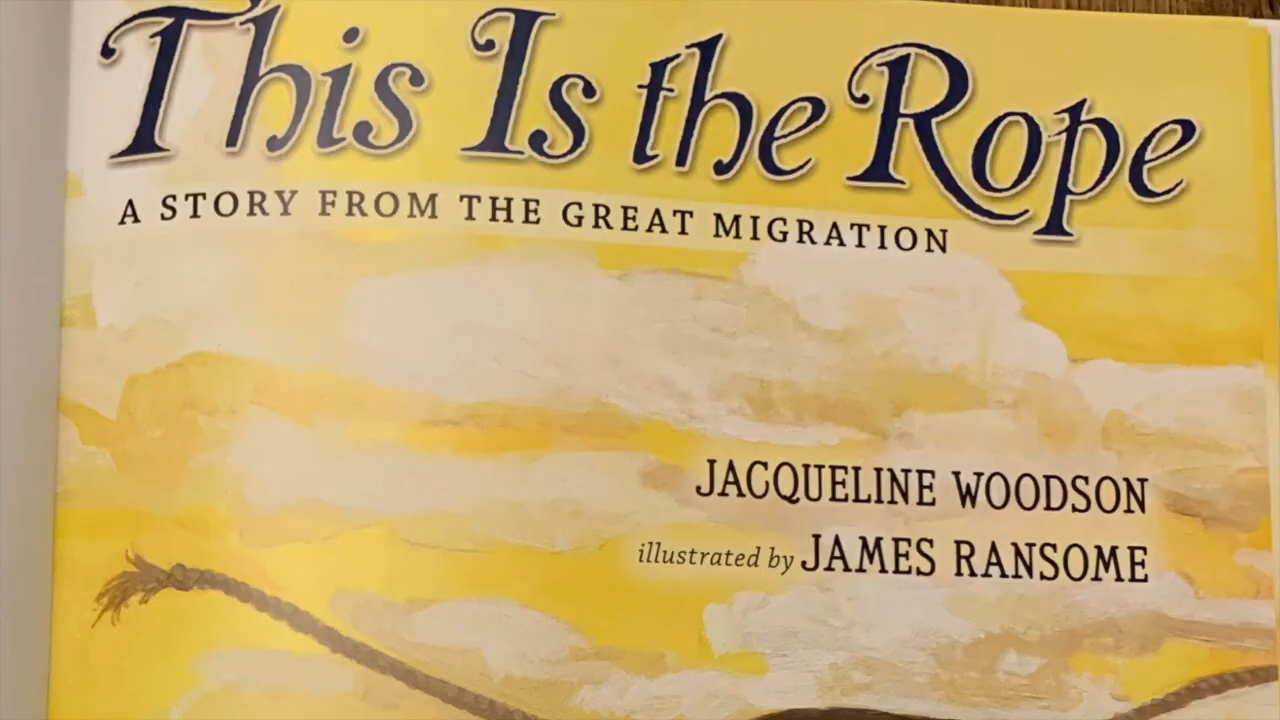 This Is the Rope
A STORY FROM THE GREAT MIGRATION
JACQUELINE WOODSON
illustrated by JAMES RANSOME